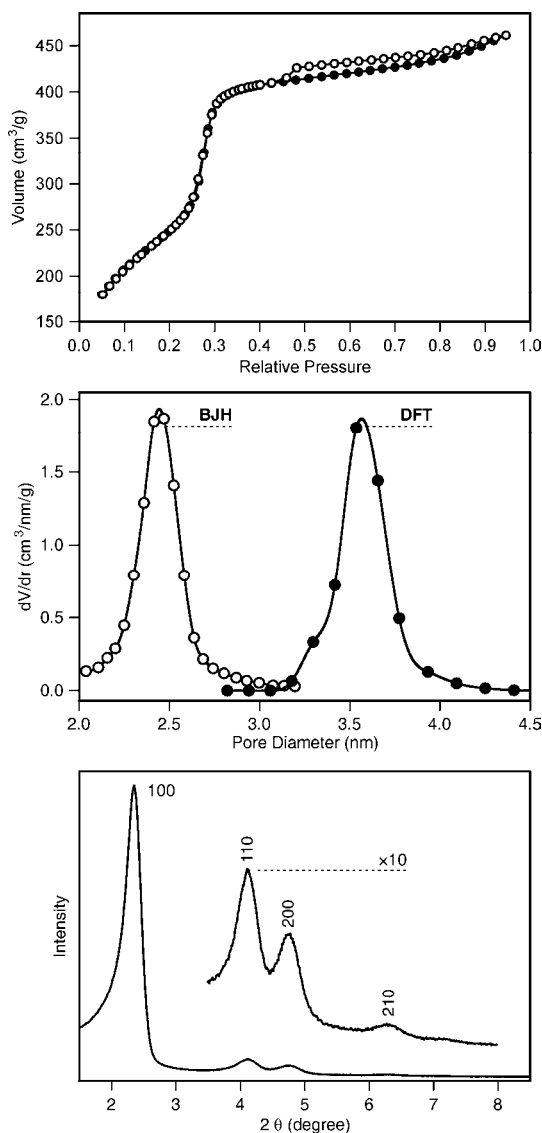 450
400
350
300
250
200
150
Volume (cm³/g)
0.0 0.1 0.2 0.3 0.4 0.5 0.6 0.7 0.8 0.9 1.0
Relative Pressure
2.0
1.5
1.0
0.5
0.0
dV/dr (cm³/nm/g)
BJH
DFT
2.0 2.5 3.0 3.5 4.0 4.5
Pore Diameter (nm)
Intensity
100
110
×10
200
210
2 3 4 5 6 7 8
2 θ (degree)